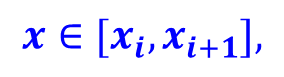 x ∈ [xᵢ, xᵢ₊₁],